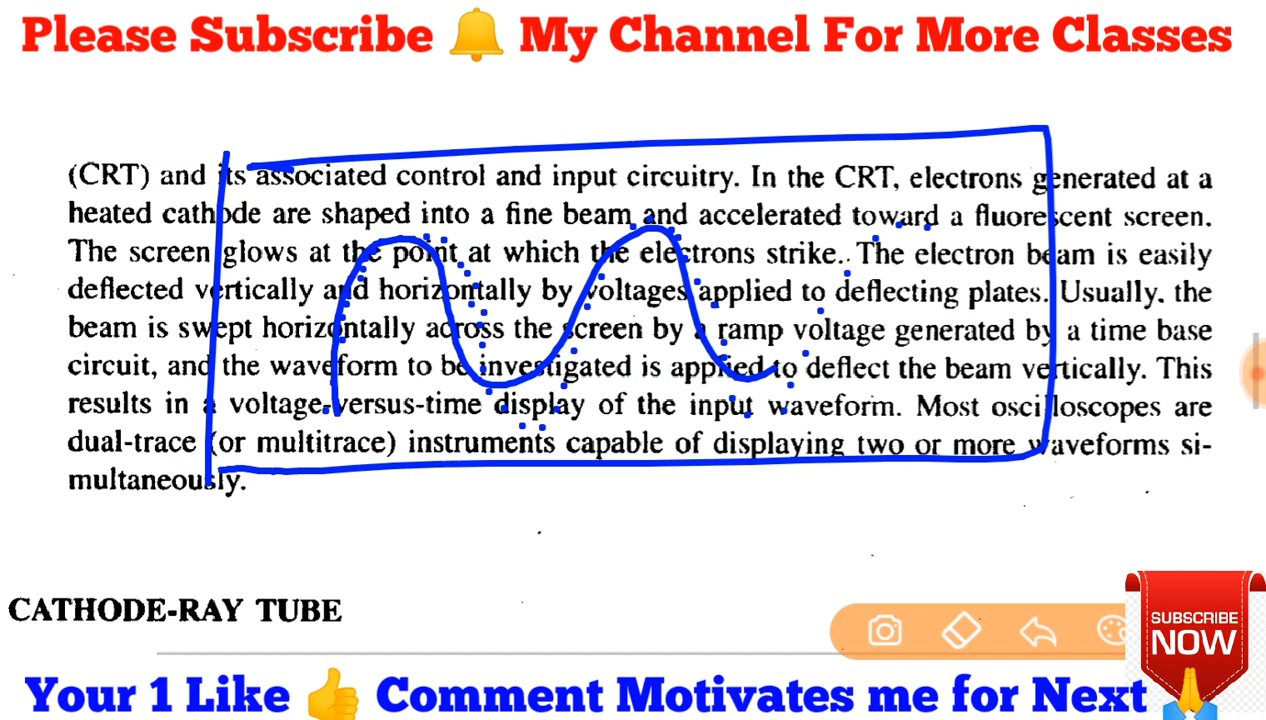 Please Subscribe 🔔 My Channel For More Classes
(CRT) and its associated control and input circuitry. In the CRT, electrons generated at a
heated cathode are shaped into a fine beam and accelerated toward a fluorescent screen.
The screen glows at the point at which the electrons strike. The electron beam is easily
deflected vertically and horizontally by voltages applied to deflecting plates. Usually, the
beam is swept horizontally across the screen by a ramp voltage generated by a time base
circuit, and the waveform to be investigated is applied to deflect the beam vertically. This
results in a voltage-versus-time display of the input waveform. Most oscilloscopes are
dual-trace (or multitrace) instruments capable of displaying two or more waveforms si-
multaneously.
CATHODE-RAY TUBE
SUBSCRIBE
NOW
Your 1 Like 👍 Comment Motivates me for Next